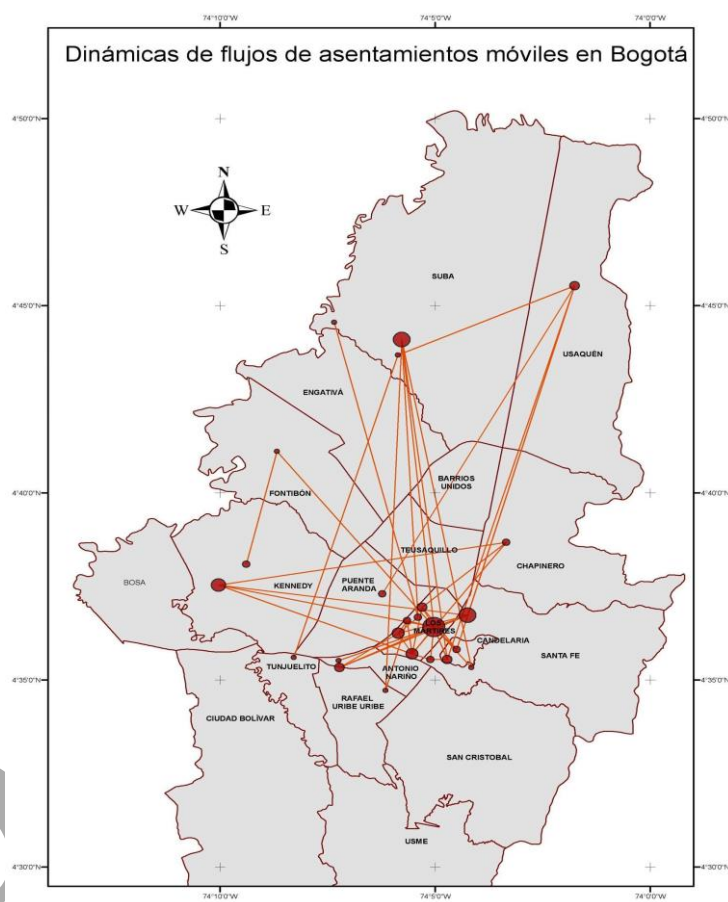 74°10'0"W 74°5'0"W 74°0'0"W
Dinámicas de flujos de asentamientos móviles en Bogotá
4°50'0"N 4°50'0"N
N
W E
S
SUBA
4°45'0"N 4°45'0"N
USAQUÉN
ENGATIVÁ
BARRIOS
UNIDOS
4°40'0"N 4°40'0"N
FONTIBÓN
TEUSAQUILLO
CHAPINERO
BOSA
KENNEDY
PUENTE
ARANDA
LOS
MÁRTIRES
CANDELARIA
SANTA FE
4°35'0"N 4°35'0"N
TUNJUELITO
ANTONIO
NARIÑO
RAFAEL
URIBE URIBE
CIUDAD BOLÍVAR
SAN CRISTOBAL
USME
4°30'0"N 4°30'0"N
74°10'0"W 74°5'0"W 74°0'0"W